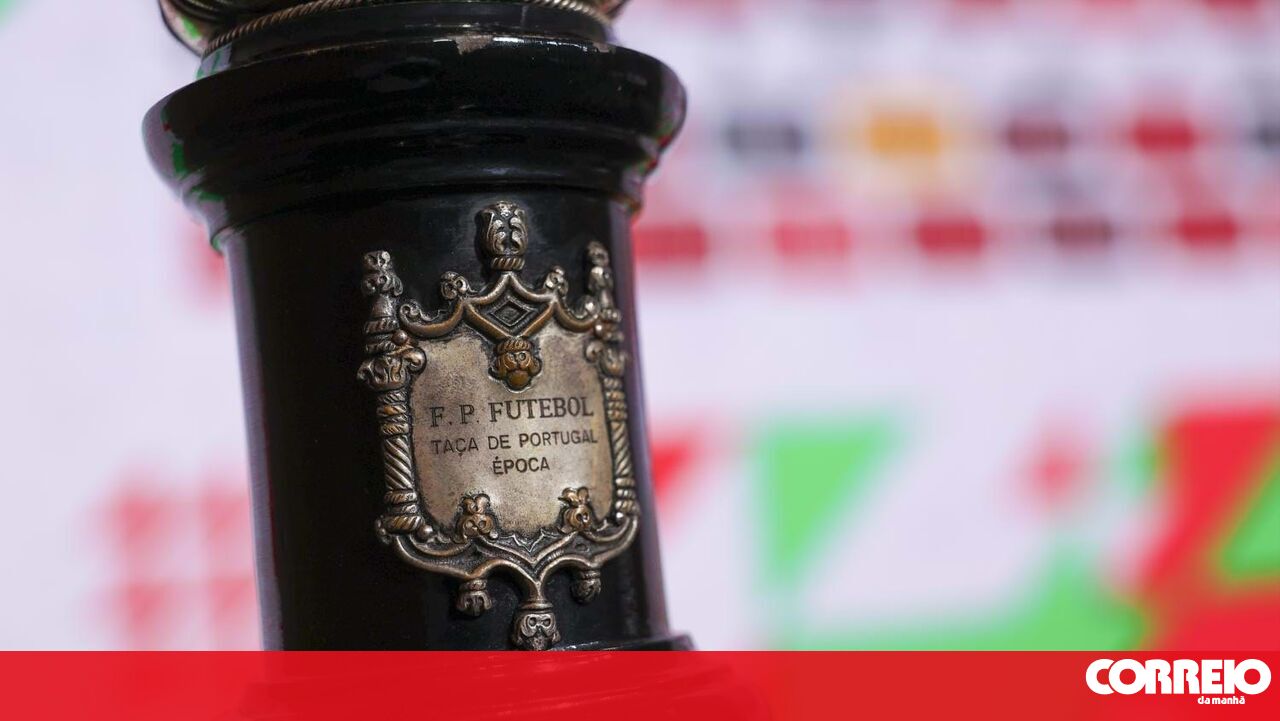 F. P. FUTEBOL
TAÇA DE PORTUGAL
ÉPOCA
CORREIO
da manhã